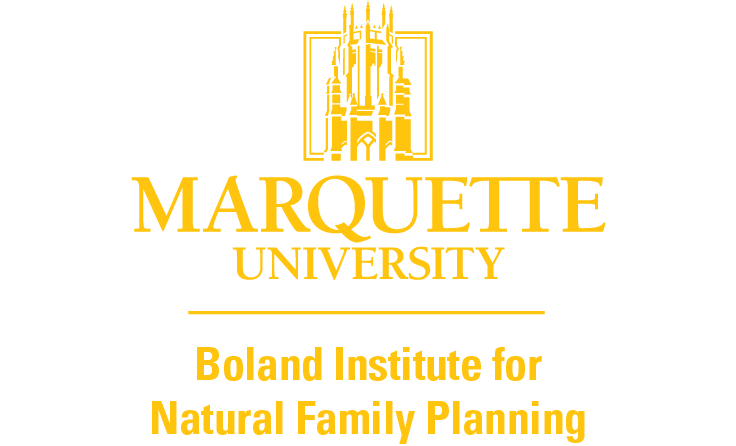 MARQUETTE
UNIVERSITY
Boland Institute for
Natural Family Planning